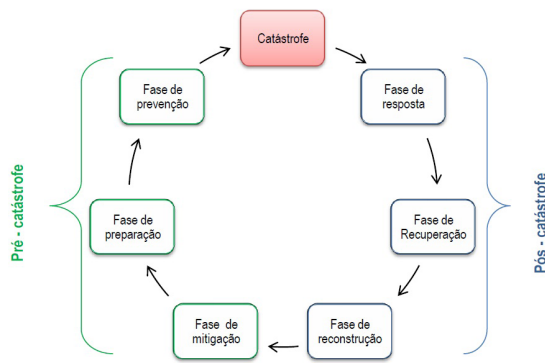 Catástrofe
Fase de
prevenção
Fase de
resposta
Pré - catástrofe
Fase de
preparação
Fase de
Recuperação
Pós - catástrofe
Fase de
mitigação
Fase de
reconstrução